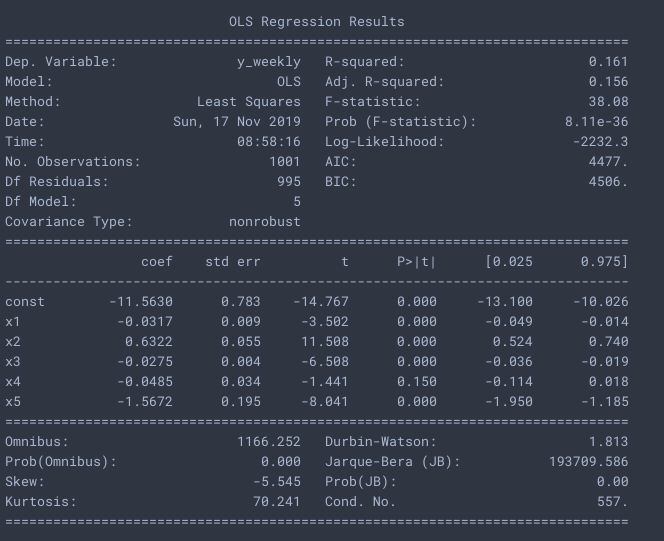 OLS Regression Results
==============================================================================
Dep. Variable:               y_weekly   R-squared:                       0.161
Model:                            OLS   Adj. R-squared:                  0.156
Method:                 Least Squares   F-statistic:                     38.08
Date:                Sun, 17 Nov 2019   Prob (F-statistic):           8.11e-36
Time:                        08:58:16   Log-Likelihood:                -2232.3
No. Observations:                1001   AIC:                             4477.
Df Residuals:                     995   BIC:                             4506.
Df Model:                           5
Covariance Type:            nonrobust
==============================================================================
                 coef    std err          t      P>|t|      [0.025      0.975]
------------------------------------------------------------------------------
const        -11.5630      0.783    -14.767      0.000     -13.100     -10.026
x1            -0.0317      0.009     -3.502      0.000      -0.049      -0.014
x2             0.6322      0.055     11.508      0.000       0.524       0.740
x3            -0.0275      0.004     -6.508      0.000      -0.036      -0.019
x4            -0.0485      0.034     -1.441      0.150      -0.114       0.018
x5            -1.5672      0.195     -8.041      0.000      -1.950      -1.185
==============================================================================
Omnibus:                     1166.252   Durbin-Watson:                   1.813
Prob(Omnibus):                  0.000   Jarque-Bera (JB):           193709.586
Skew:                          -5.545   Prob(JB):                         0.00
Kurtosis:                      70.241   Cond. No.                         557.
==============================================================================